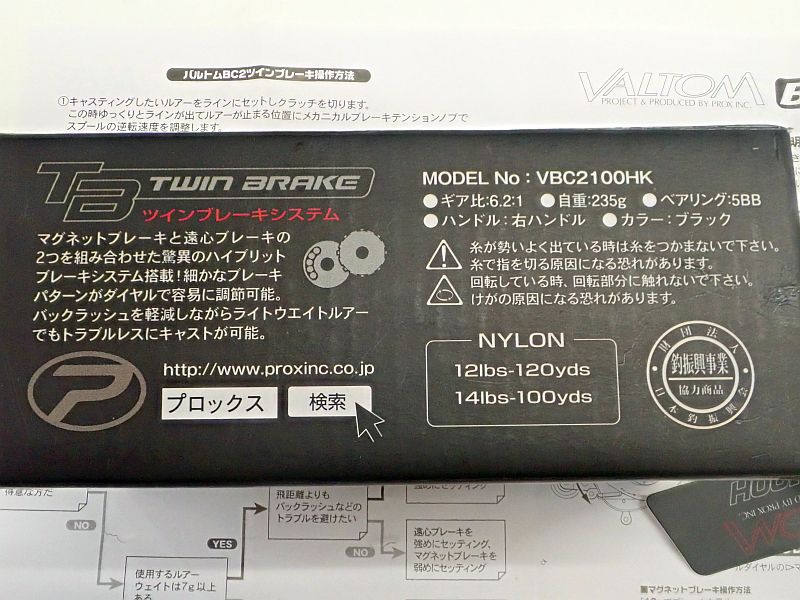 バルトムBC2ツインブレーキ操作方法
①キャスティングしたいルアーをラインにセットしクラッチを切ります。
この時ゆっくりとラインが出てルアーが止まる位置にメカニカルブレーキテンションノブで
スプールの逆転速度を調整します。
VALTOM
PROJECT & PRODUCED BY PROX INC.
TB TWIN BRAKE
ツインブレーキシステム
マグネットブレーキと遠心ブレーキの
2つを組み合わせた驚異のハイブリット
ブレーキシステム搭載!細かなブレーキ
パターンがダイヤルで容易に調節可能。
バックラッシュを軽減しながらライトウエイトルアー
でもトラブルレスにキャストが可能。
http://www.proxinc.co.jp
プロックス 検索
MODEL No : VBC2100HK
●ギア比:6.2:1 ●自重:235g ●ベアリング:5BB
●ハンドル:右ハンドル ●カラー:ブラック
糸が勢いよく出ている時は糸をつかまないで下さい。
糸で指を切る原因になる恐れがあります。
回転している時、回転部分に触れないで下さい。
けがの原因になる恐れがあります。
NYLON
12lbs-120yds
14lbs-100yds
財団法人
釣振興事業
協力商品
日本釣振興会
得意な方だ
NO
YES
飛距離よりも
バックラッシュなどの
トラブルを避けたい
NO
強めにセッティング
遠心ブレーキを
強めにセッティング、
マグネットブレーキを
弱めにセッティング
使用するルアー
ウェイトは7g以上
ある
BY PROX INC.
■マグネットブレーキの操作方法